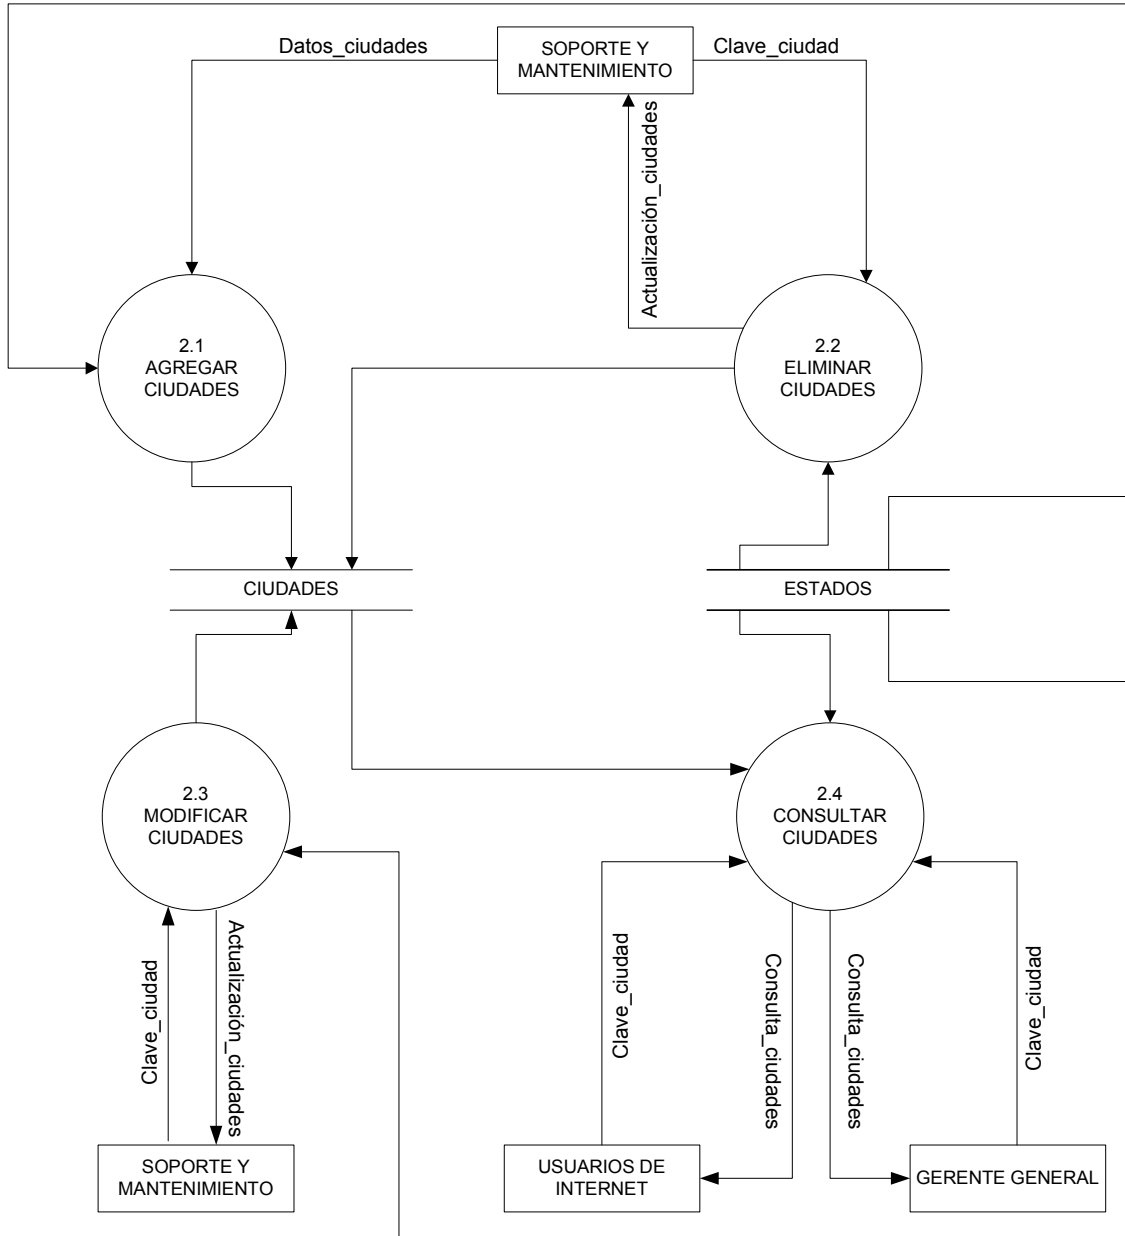 Datos_ciudades
SOPORTE Y
MANTENIMIENTO
Clave_ciudad
Actualización_ciudades
2.1
AGREGAR
CIUDADES
2.2
ELIMINAR
CIUDADES
CIUDADES
ESTADOS
2.3
MODIFICAR
CIUDADES
2.4
CONSULTAR
CIUDADES
Clave_ciudad
Actualización_ciudades
Clave_ciudad
Consulta_ciudades
Consulta_ciudades
Clave_ciudad
SOPORTE Y
MANTENIMIENTO
USUARIOS DE
INTERNET
GERENTE GENERAL